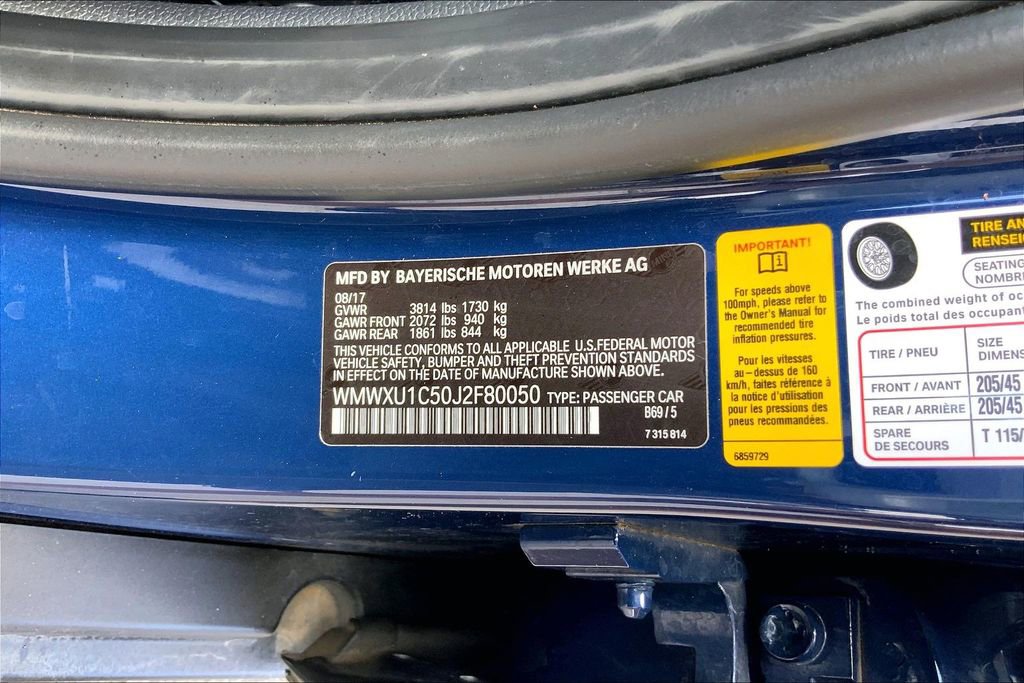 MFD BY BAYERISCHE MOTOREN WERKE AG
08/17
GVWR 3814 lbs 1730 kg
GAWR FRONT 2072 lbs 940 kg
GAWR REAR 1861 lbs 844 kg
THIS VEHICLE CONFORMS TO ALL APPLICABLE U.S.FEDERAL MOTOR
VEHICLE SAFETY, BUMPER AND THEFT PREVENTION STANDARDS
IN EFFECT ON THE DATE OF MANUFACTURE SHOWN ABOVE.
WMWXU1C50J2F80050 TYPE: PASSENGER CAR
B69 / 5
7 315 814
IMPORTANT!
For speeds above
100mph, please refer to
the Owner's Manual for
recommended tire
inflation pressures.
Pour les vitesses
au – dessus de 160
km/h, faites référence à
la notice d'utilisation
pour les pressions des
pneus recommandées.
6859729
TIRE AN
RENSEI
SEATING
NOMBR
The combined weight of oc
Le poids total des occupant
TIRE / PNEU
SIZE
DIMENS
FRONT / AVANT 205/45
REAR / ARRIÈRE 205/45
SPARE
DE SECOURS
T 115/